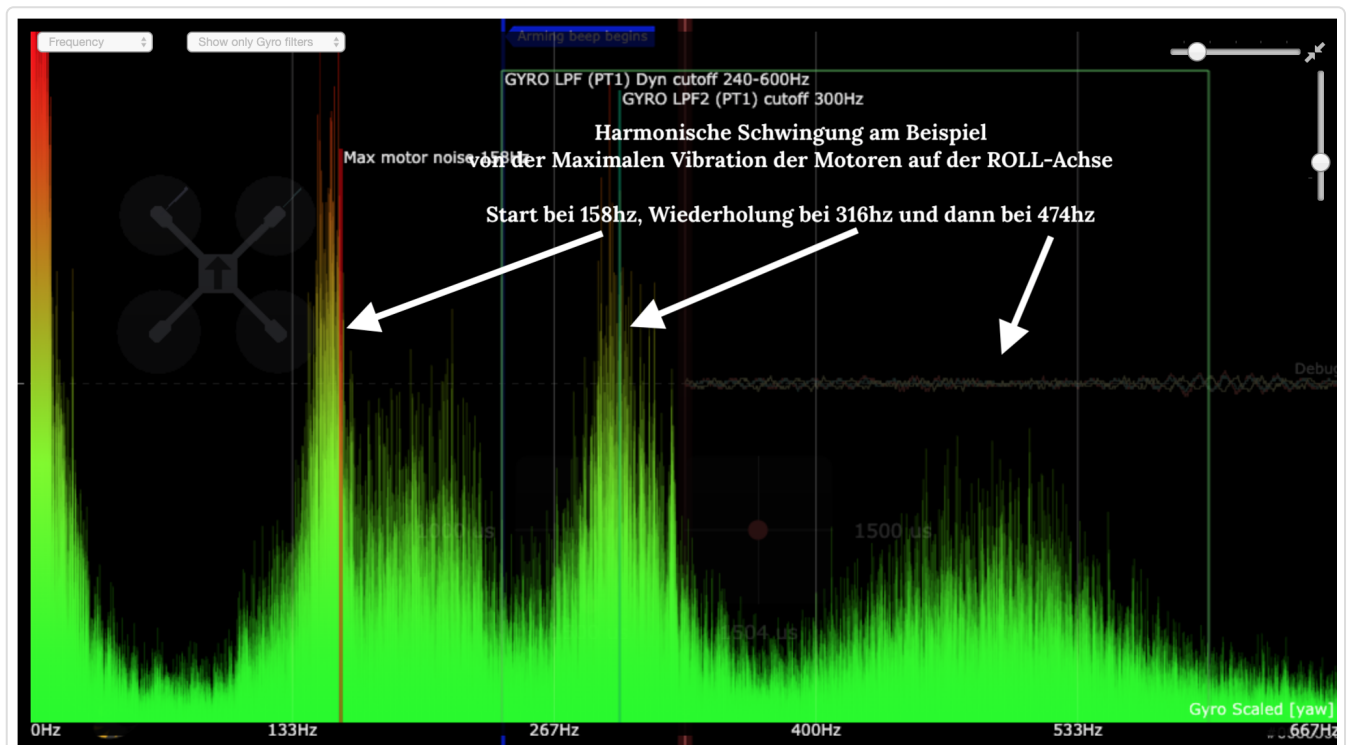 Arming beep begins
Frequency
Show only Gyro filters
GYRO LPF (PT1) Dyn cutoff 240-600Hz
GYRO LPF2 (PT1) cutoff 300Hz
Harmonische Schwingung am Beispiel
Max motor noise 158Hz
von der Maximalen Vibration der Motoren auf der ROLL-Achse
Start bei 158hz, Wiederholung bei 316hz und dann bei 474hz
Debug
1000 us
1500 us
1504 us
Gyro Scaled [yaw]
0Hz
133Hz
267Hz
400Hz
533Hz
667Hz